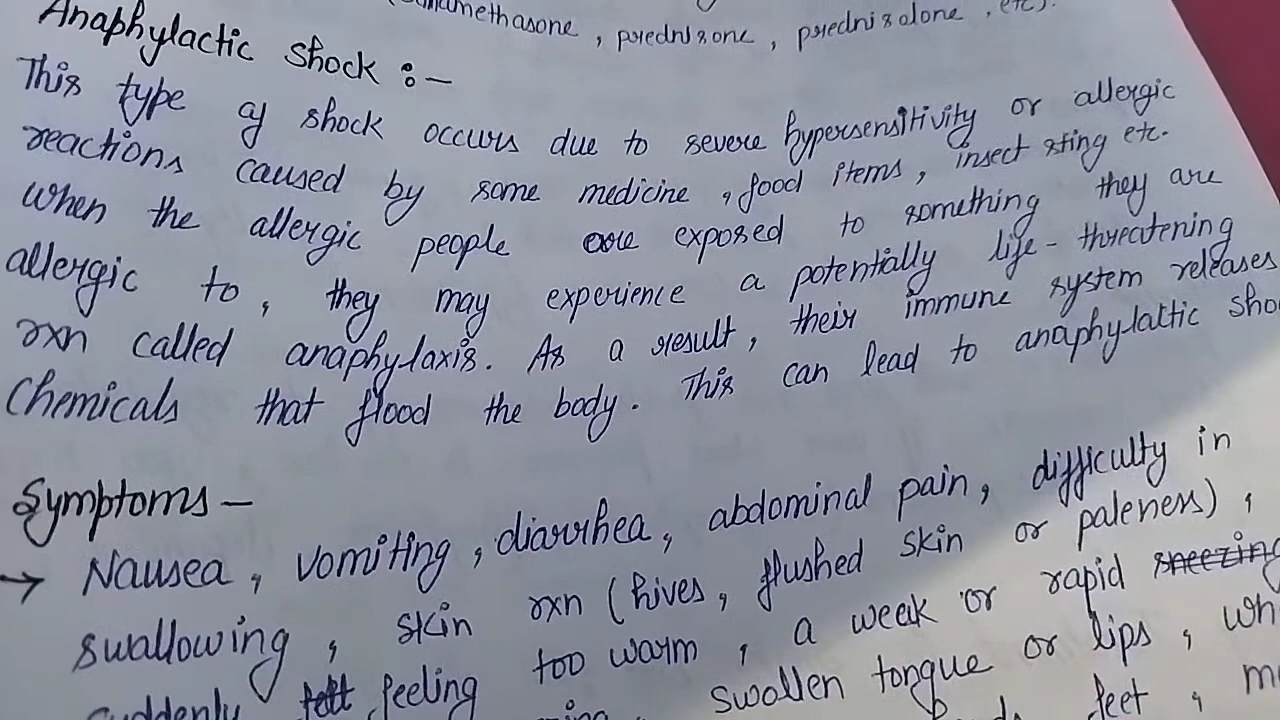 methasone, prednisone, prednisolone, etc).
Anaphylactic shock :-
This type of shock occurs due to severe hypersensitivity or allergic
reactions caused by some medicine, food items, insect sting etc.
When the allergic people are exposed to something they are
allergic to, they may experience a potentially life-threatening
rxn called anaphylaxis. As a result, their immune system releases
chemicals that flood the body. This can lead to anaphylactic sho
Symptoms -
→ Nausea, vomiting, diarrhea, abdominal pain, difficulty in
swallowing, skin rxn (hives, flushed skin or paleness),
suddenly felt feeling too warm, a weak or rapid sneezing
swollen tongue or lips, wh
feet, m